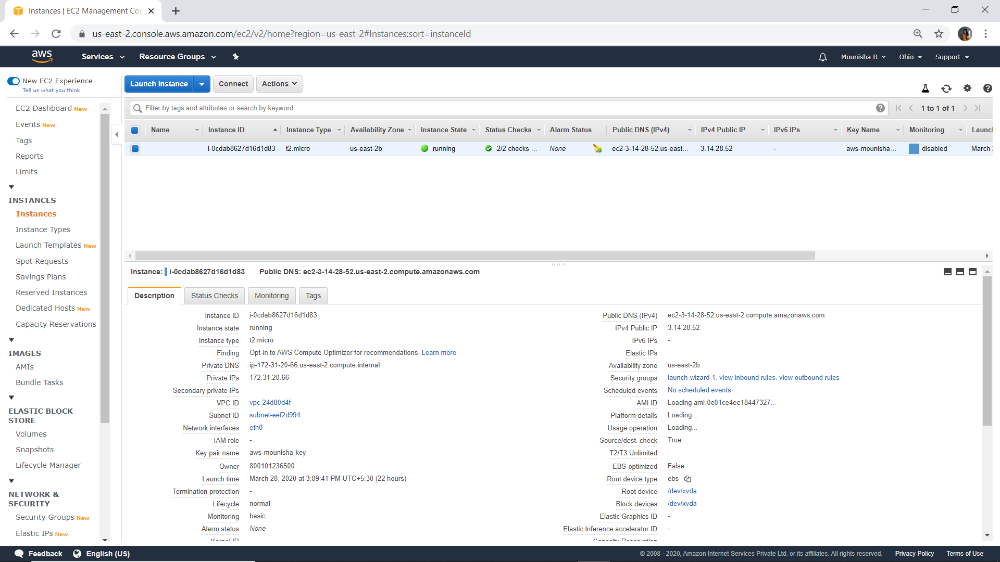 Instances | EC2 Management Con
us-east-2.console.aws.amazon.com/ec2/v2/home?region=us-east-2#Instances:sort=instanceId
aws Services Resource Groups Mounisha B Ohio Support
New EC2 Experience
Tell us what you think
EC2 Dashboard New
Events New
Tags
Reports
Limits
INSTANCES
Instances
Instance Types
Launch Templates New
Spot Requests
Savings Plans
Reserved Instances
Dedicated Hosts New
Capacity Reservations
IMAGES
AMIs
Bundle Tasks
ELASTIC BLOCK
STORE
Volumes
Snapshots
Lifecycle Manager
NETWORK &
SECURITY
Security Groups New
Elastic IPs New
Launch Instance Connect Actions
Filter by tags and attributes or search by keyword 1 to 1 of 1
Name Instance ID Instance Type Availability Zone Instance State Status Checks Alarm Status Public DNS (IPv4) IPv4 Public IP IPv6 IPs Key Name Monitoring Launc
i-0cdab8627d16d1d83 t2.micro us-east-2b running 2/2 checks ... None ec2-3-14-28-52.us-east... 3.14.28.52 - aws-mounisha... disabled March
Instance: i-0cdab8627d16d1d83 Public DNS: ec2-3-14-28-52.us-east-2.compute.amazonaws.com
Description Status Checks Monitoring Tags
Instance ID i-0cdab8627d16d1d83
Instance state running
Instance type t2.micro
Finding Opt-in to AWS Compute Optimizer for recommendations. Learn more
Private DNS ip-172-31-20-66.us-east-2.compute.internal
Private IPs 172.31.20.66
Secondary private IPs
VPC ID vpc-24d80d4f
Subnet ID subnet-eef2d994
Network interfaces eth0
IAM role -
Key pair name aws-mounisha-key
Owner 800101236500
Launch time March 28, 2020 at 3:09:41 PM UTC+5:30 (22 hours)
Termination protection -
Lifecycle normal
Monitoring basic
Alarm status None
Kernel ID
Public DNS (IPv4) ec2-3-14-28-52.us-east-2.compute.amazonaws.com
IPv4 Public IP 3.14.28.52
IPv6 IPs -
Elastic IPs
Availability zone us-east-2b
Security groups launch-wizard-1. view inbound rules. view outbound rules
Scheduled events No scheduled events
AMI ID Loading ami-0e01ce4ee18447327...
Platform details Loading...
Usage operation Loading...
Source/dest. check True
T2/T3 Unlimited -
EBS-optimized False
Root device type ebs
Root device /dev/xvda
Block devices /dev/xvda
Elastic Graphics ID -
Elastic Inference accelerator ID -
Capacity Reservation
Feedback English (US) © 2008 - 2020, Amazon Internet Services Private Ltd. or its affiliates. All rights reserved. Privacy Policy Terms of Use